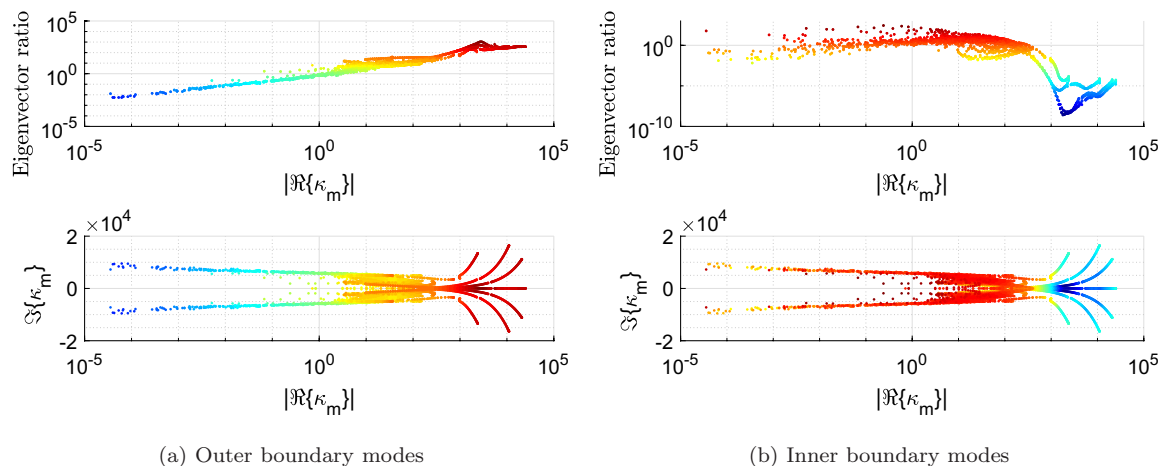 Eigenvector ratio
10^5
10^0
10^-5
10^-5 10^0 10^5
|ℜ{κ_m}|
×10^4
ℑ{κ_m}
2
0
-2
10^-5 10^0 10^5
|ℜ{κ_m}|
(a) Outer boundary modes
Eigenvector ratio
10^0
10^-10
10^-5 10^0 10^5
|ℜ{κ_m}|
×10^4
ℑ{κ_m}
2
0
-2
10^-5 10^0 10^5
|ℜ{κ_m}|
(b) Inner boundary modes